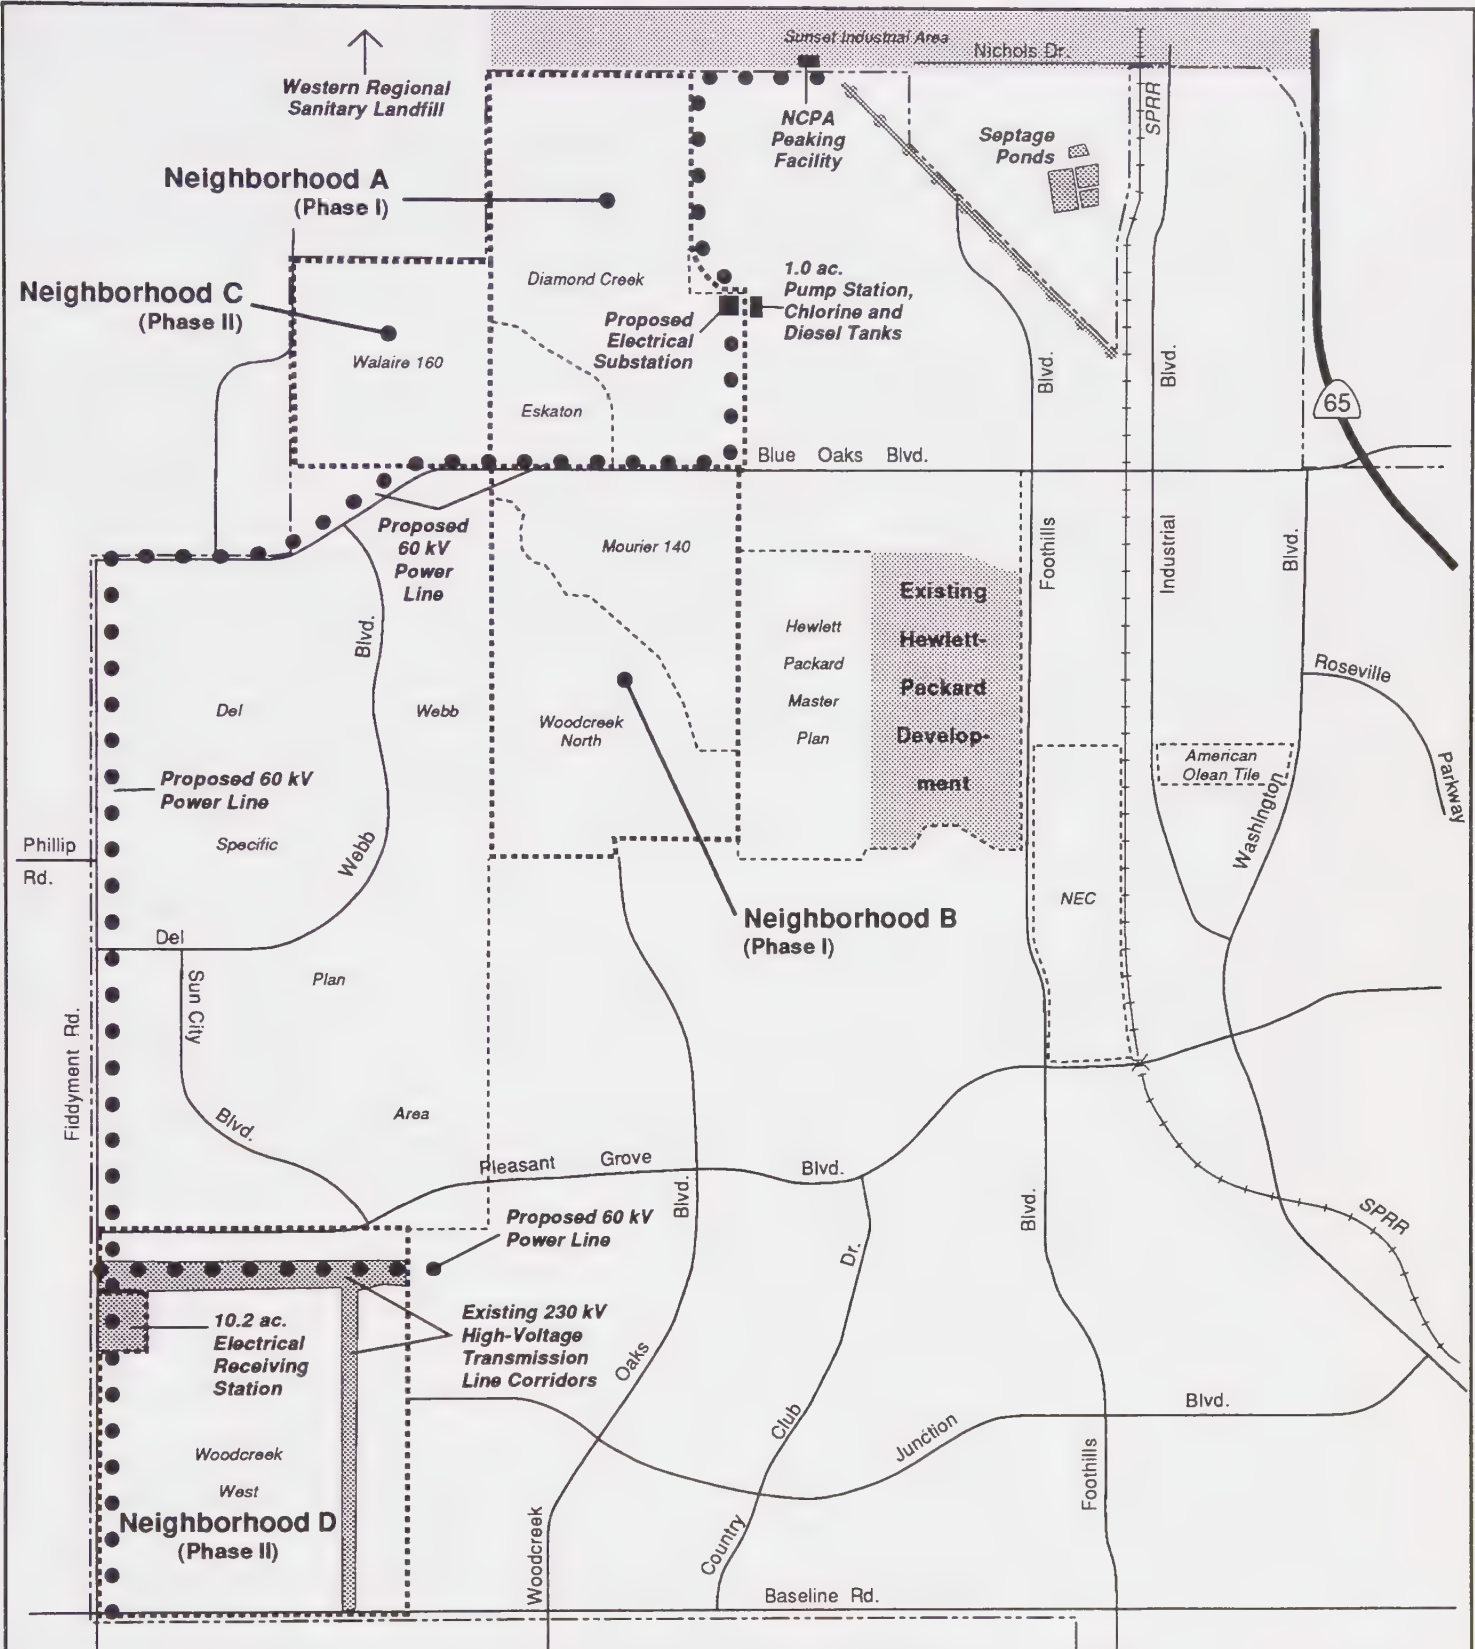 Sunset Industrial Area
Nichols Dr.
Western Regional
Sanitary Landfill
NCPA
Peaking
Facility
Septage
Ponds
SPRR
Neighborhood A
(Phase I)
Diamond Creek
1.0 ac.
Pump Station,
Chlorine and
Diesel Tanks
Neighborhood C
(Phase II)
Proposed
Electrical
Substation
Walaire 160
Eskaton
Blvd.
Blvd.
65
Blue Oaks Blvd.
Proposed
60 kV
Power
Line
Mourier 140
Foothills
Industrial
Blvd.
Existing
Hewlett-
Packard
Develop-
ment
Hewlett
Packard
Master
Plan
Blvd.
Roseville
Parkway
Del
Webb
Woodcreek
North
American
Olean Tile
Washington
Proposed 60 kV
Power Line
Specific
Webb
Phillip
Rd.
NEC
Neighborhood B
(Phase I)
Del
Sun City
Plan
Fiddyment Rd.
Blvd.
Area
Pleasant Grove Blvd.
Blvd.
Blvd.
SPRR
Proposed 60 kV
Power Line
Dr.
10.2 ac.
Electrical
Receiving
Station
Existing 230 kV
High-Voltage
Transmission
Line Corridors
Oaks
Club
Junction
Blvd.
Woodcreek
West
Foothills
Neighborhood D
(Phase II)
Woodcreek
Country
Baseline Rd.